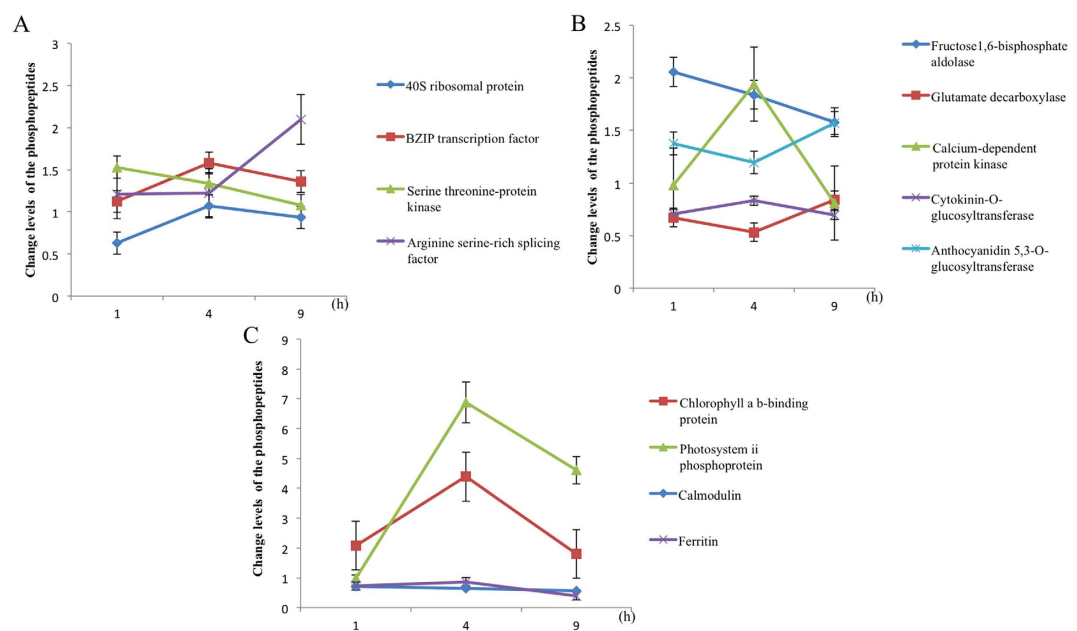 A
Change levels of the phosphopeptides
3
2.5
2
1.5
1
0.5
0
1
4
9
(h)
40S ribosomal protein
BZIP transcription factor
Serine threonine-protein
kinase
Arginine serine-rich splicing
factor
B
Change levels of the phosphopeptides
2.5
2
1.5
1
0.5
0
1
4
9
(h)
Fructose1,6-bisphosphate
aldolase
Glutamate decarboxylase
Calcium-dependent
protein kinase
Cytokinin-O-
glucosyltransferase
Anthocyanidin 5,3-O-
glucosyltransferase
C
Change levels of the phosphopeptides
9
8
7
6
5
4
3
2
1
0
1
4
9
(h)
Chlorophyll a b-binding
protein
Photosystem ii
phosphoprotein
Calmodulin
Ferritin